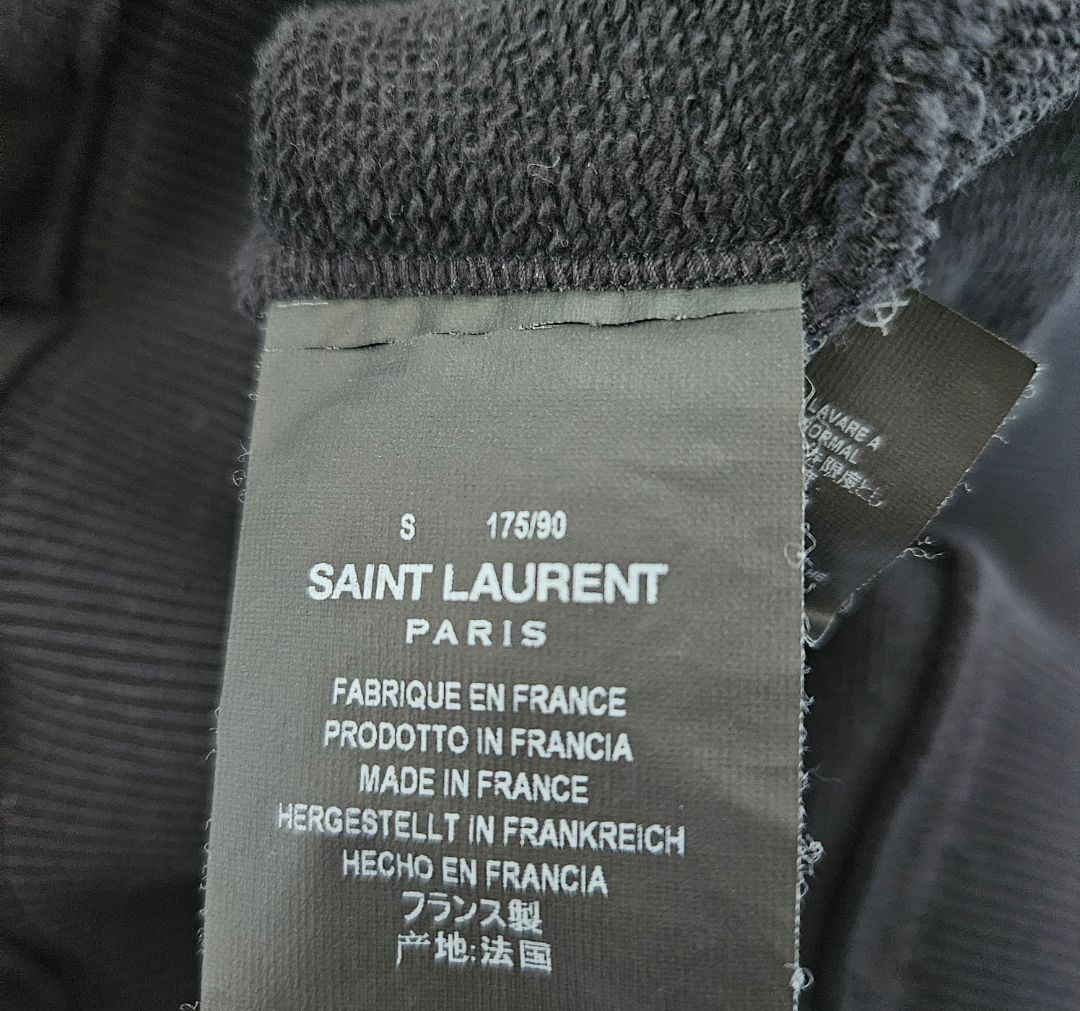 S 175/90
SAINT LAURENT
PARIS
FABRIQUE EN FRANCE
PRODOTTO IN FRANCIA
MADE IN FRANCE
HERGESTELLT IN FRANKREICH
HECHO EN FRANCIA
フランス製
产地:法国
LAVARE A